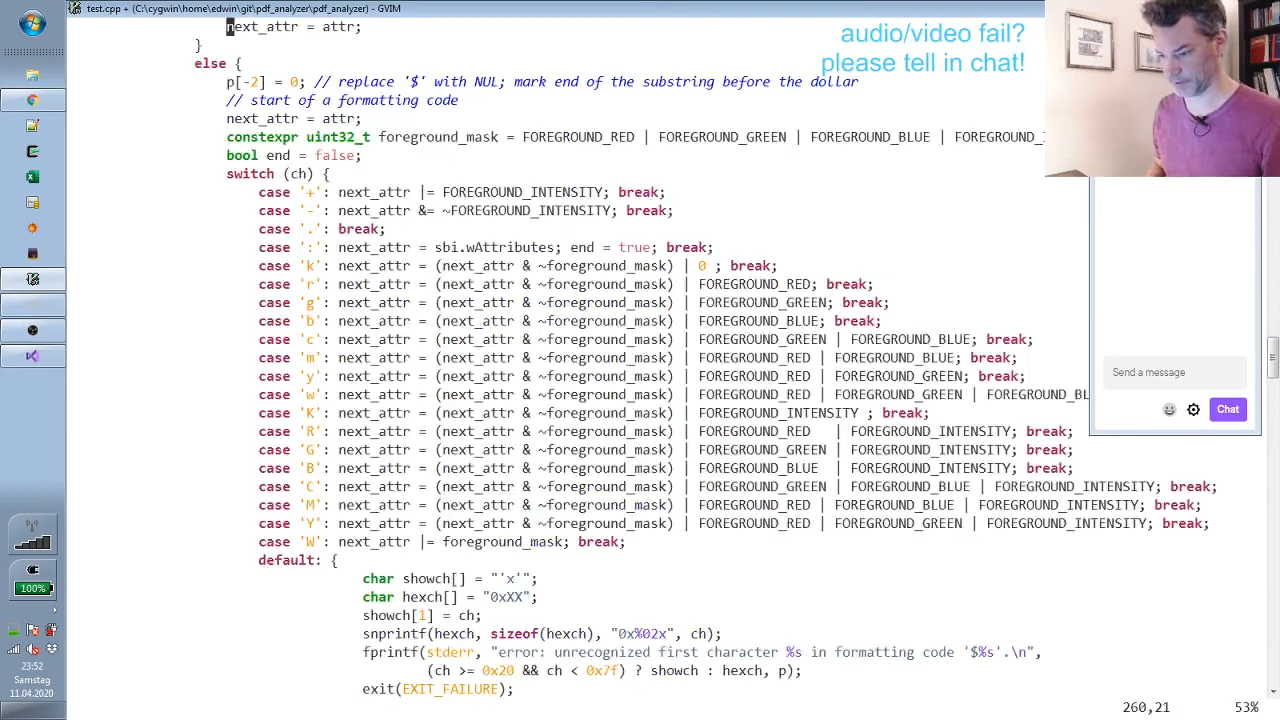 test.cpp + (C:\cygwin\home\edwin\git\pdf_analyzer\pdf_analyzer) - GVIM
next_attr = attr;
}
else {
p[-2] = 0; // replace '$' with NUL; mark end of the substring before the dollar
// start of a formatting code
next_attr = attr;
constexpr uint32_t foreground_mask = FOREGROUND_RED | FOREGROUND_GREEN | FOREGROUND_BLUE |
bool end = false;
switch (ch) {
case '+': next_attr |= FOREGROUND_INTENSITY; break;
case '-': next_attr &= ~FOREGROUND_INTENSITY; break;
case '.': break;
case ':': next_attr = sbi.wAttributes; end = true; break;
case 'k': next_attr = (next_attr & ~foreground_mask) | 0 ; break;
case 'r': next_attr = (next_attr & ~foreground_mask) | FOREGROUND_RED; break;
case 'g': next_attr = (next_attr & ~foreground_mask) | FOREGROUND_GREEN; break;
case 'b': next_attr = (next_attr & ~foreground_mask) | FOREGROUND_BLUE; break;
case 'c': next_attr = (next_attr & ~foreground_mask) | FOREGROUND_GREEN | FOREGROUND_BLUE; break;
case 'm': next_attr = (next_attr & ~foreground_mask) | FOREGROUND_RED | FOREGROUND_BLUE; break;
case 'y': next_attr = (next_attr & ~foreground_mask) | FOREGROUND_RED | FOREGROUND_GREEN; break;
case 'w': next_attr = (next_attr & ~foreground_mask) | FOREGROUND_RED | FOREGROUND_GREEN | FOREGROUND_BL
case 'K': next_attr = (next_attr & ~foreground_mask) | FOREGROUND_INTENSITY ; break;
case 'R': next_attr = (next_attr & ~foreground_mask) | FOREGROUND_RED | FOREGROUND_INTENSITY; break;
case 'G': next_attr = (next_attr & ~foreground_mask) | FOREGROUND_GREEN | FOREGROUND_INTENSITY; break;
case 'B': next_attr = (next_attr & ~foreground_mask) | FOREGROUND_BLUE | FOREGROUND_INTENSITY; break;
case 'C': next_attr = (next_attr & ~foreground_mask) | FOREGROUND_GREEN | FOREGROUND_BLUE | FOREGROUND_INTENSITY; break;
case 'M': next_attr = (next_attr & ~foreground_mask) | FOREGROUND_RED | FOREGROUND_BLUE | FOREGROUND_INTENSITY; break;
case 'Y': next_attr = (next_attr & ~foreground_mask) | FOREGROUND_RED | FOREGROUND_GREEN | FOREGROUND_INTENSITY; break;
case 'W': next_attr |= foreground_mask; break;
default: {
char showch[] = "'x'";
char hexch[] = "0xXX";
showch[1] = ch;
snprintf(hexch, sizeof(hexch), "0x%02x", ch);
fprintf(stderr, "error: unrecognized first character %s in formatting code '$%s'.\n",
(ch >= 0x20 && ch < 0x7f) ? showch : hexch, p);
exit(EXIT_FAILURE);
260,21 53%
audio/video fail?
please tell in chat!
Send a message
Chat
100%
23:52
Samstag
11.04.2020